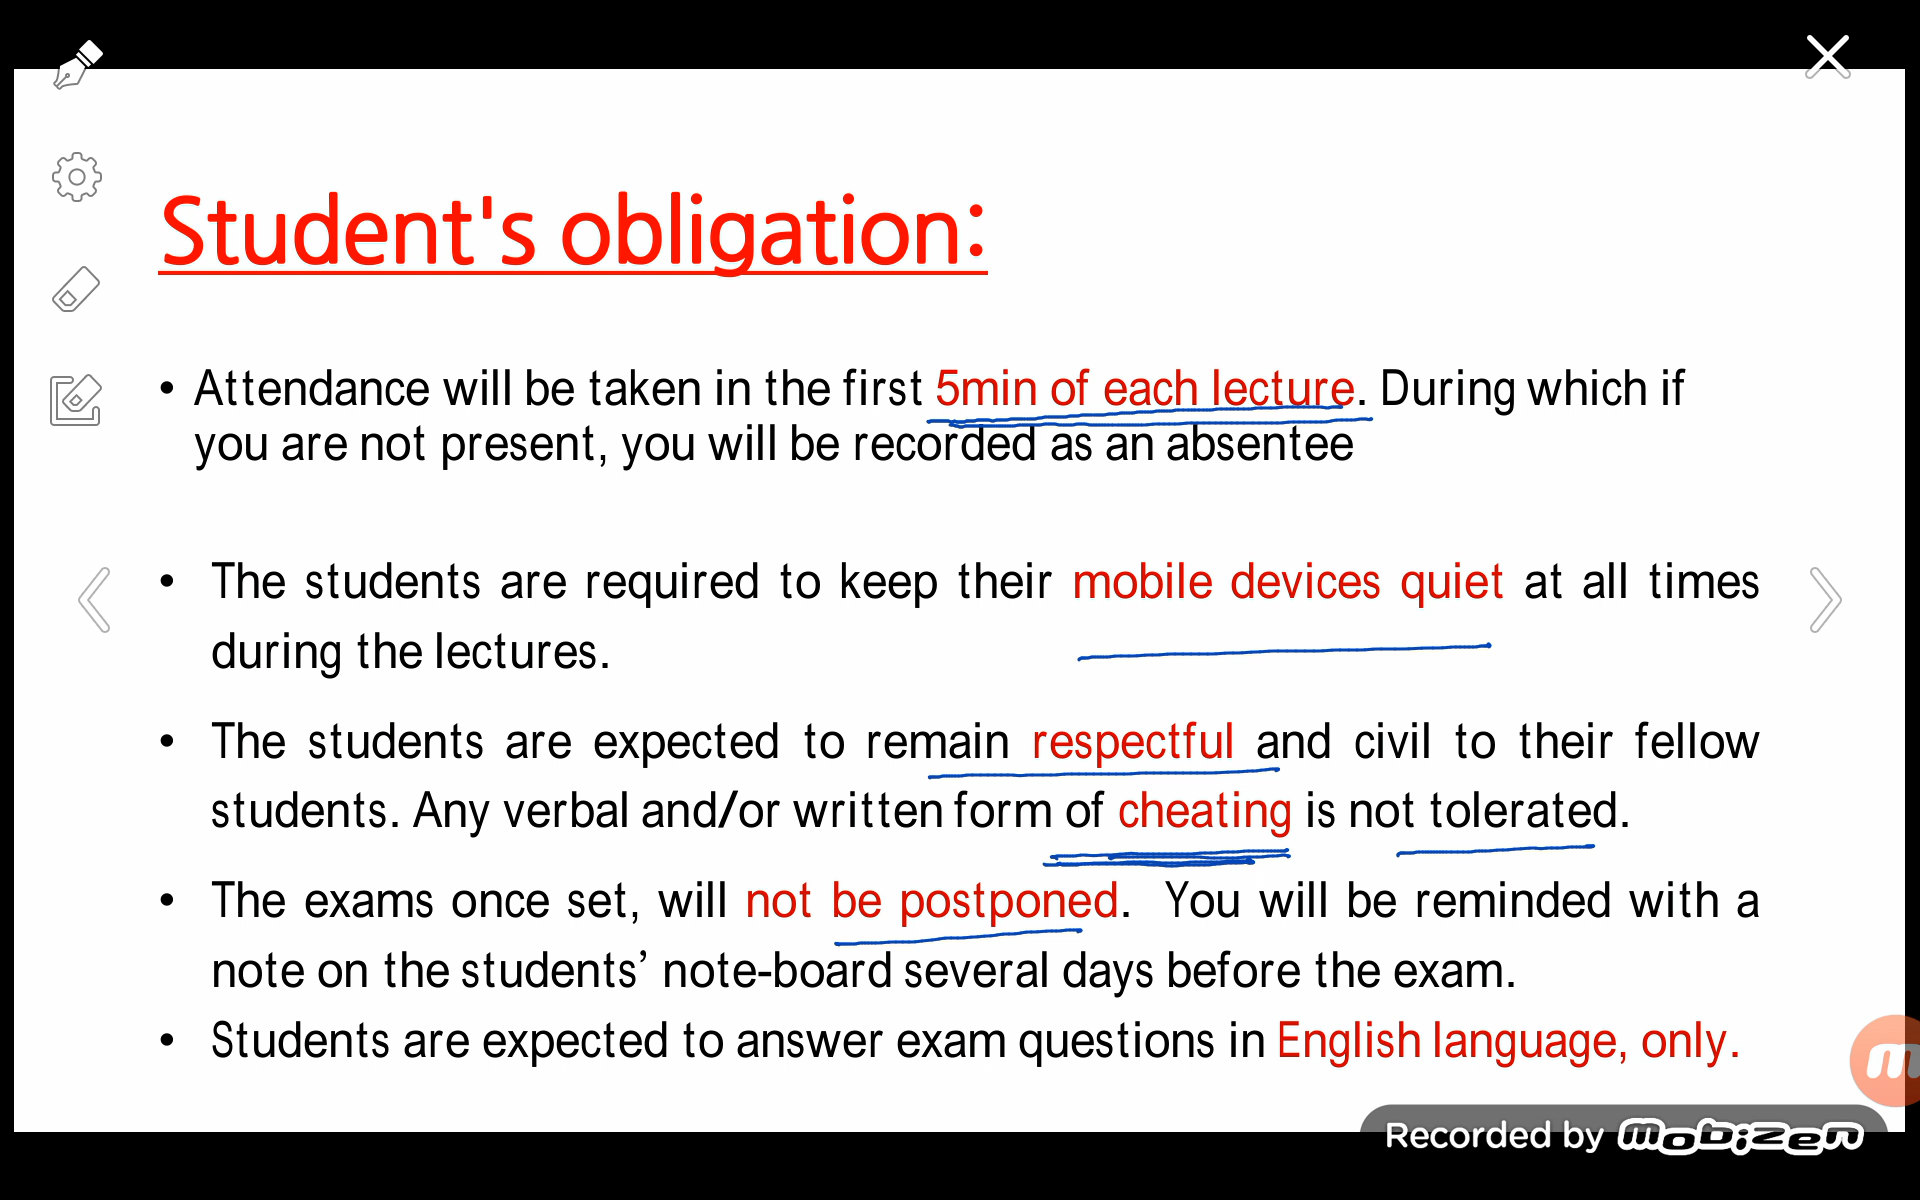 Student's obligation:
• Attendance will be taken in the first 5min of each lecture. During which if
you are not present, you will be recorded as an absentee
• The students are required to keep their mobile devices quiet at all times
during the lectures.
• The students are expected to remain respectful and civil to their fellow
students. Any verbal and/or written form of cheating is not tolerated.
• The exams once set, will not be postponed. You will be reminded with a
note on the students’ note-board several days before the exam.
• Students are expected to answer exam questions in English language, only.
m
Recorded by mobizen